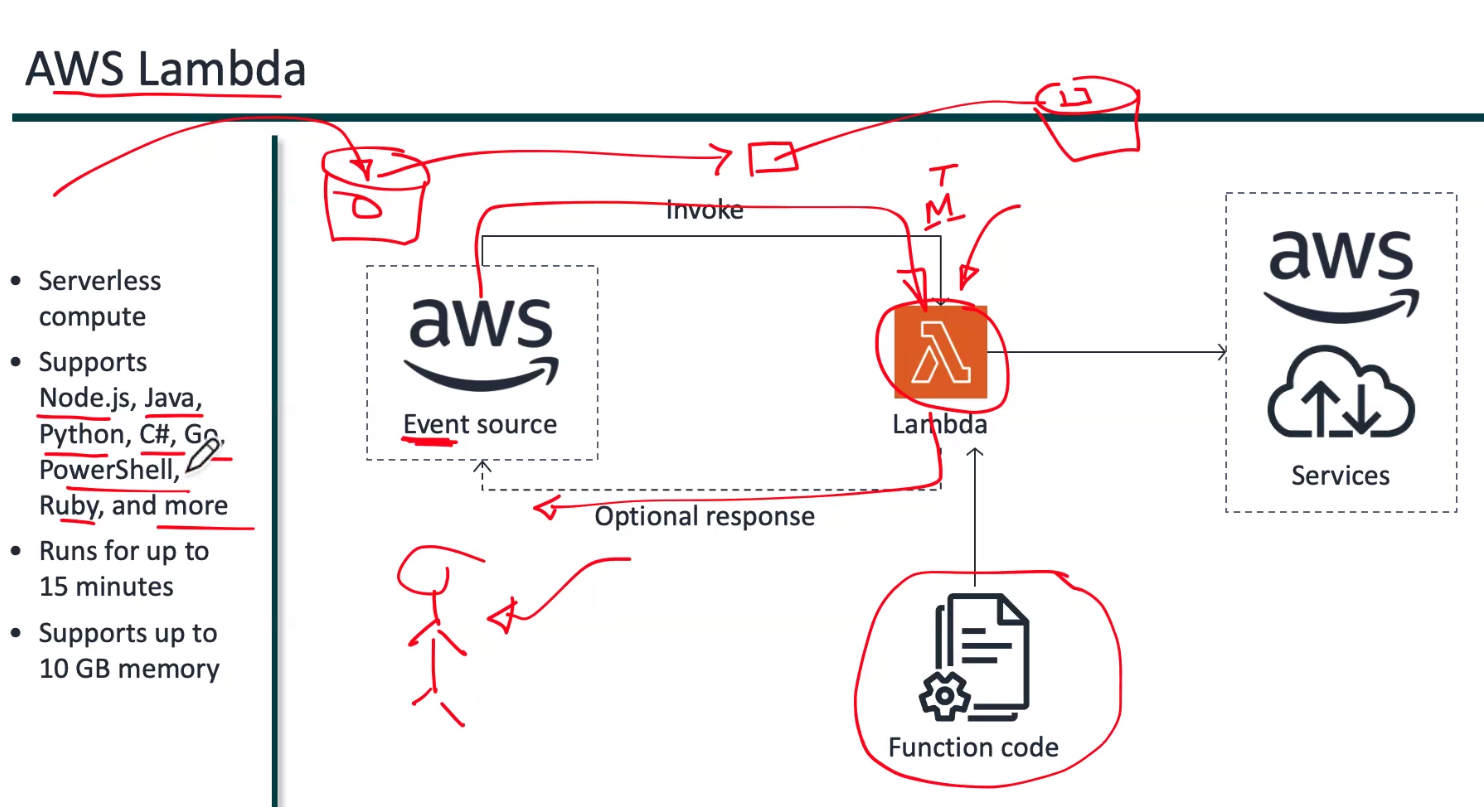 AWS Lambda
T
M
Invoke
aws
Event source
Lambda
Optional response
aws
Services
Function code
• Serverless
compute
• Supports
Node.js, Java,
Python, C#, Go,
PowerShell,
Ruby, and more
• Runs for up to
15 minutes
• Supports up to
10 GB memory